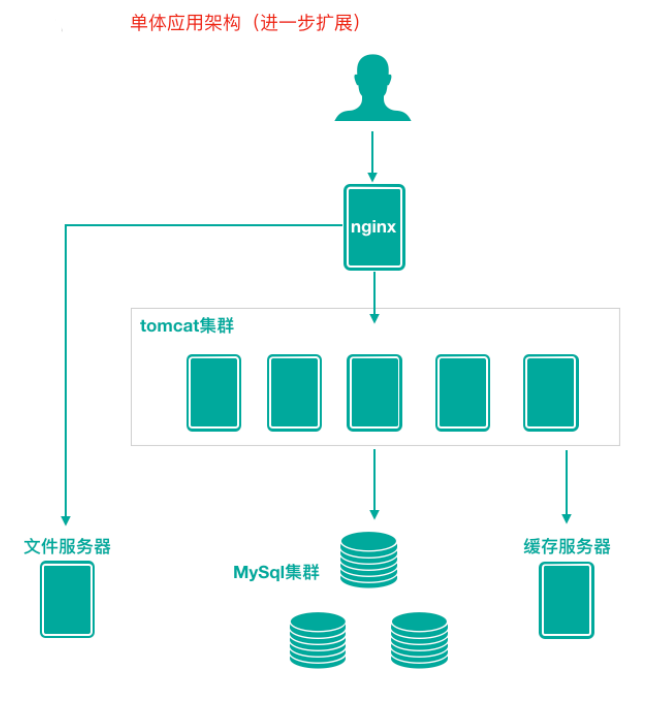 单体应用架构（进一步扩展）
nginx
tomcat集群
文件服务器
MySql集群
缓存服务器